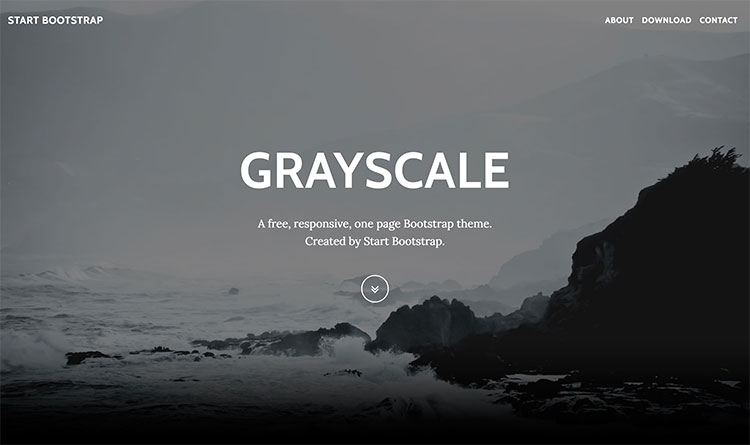 START BOOTSTRAP
ABOUT DOWNLOAD CONTACT
GRAYSCALE
A free, responsive, one page Bootstrap theme.
Created by Start Bootstrap.